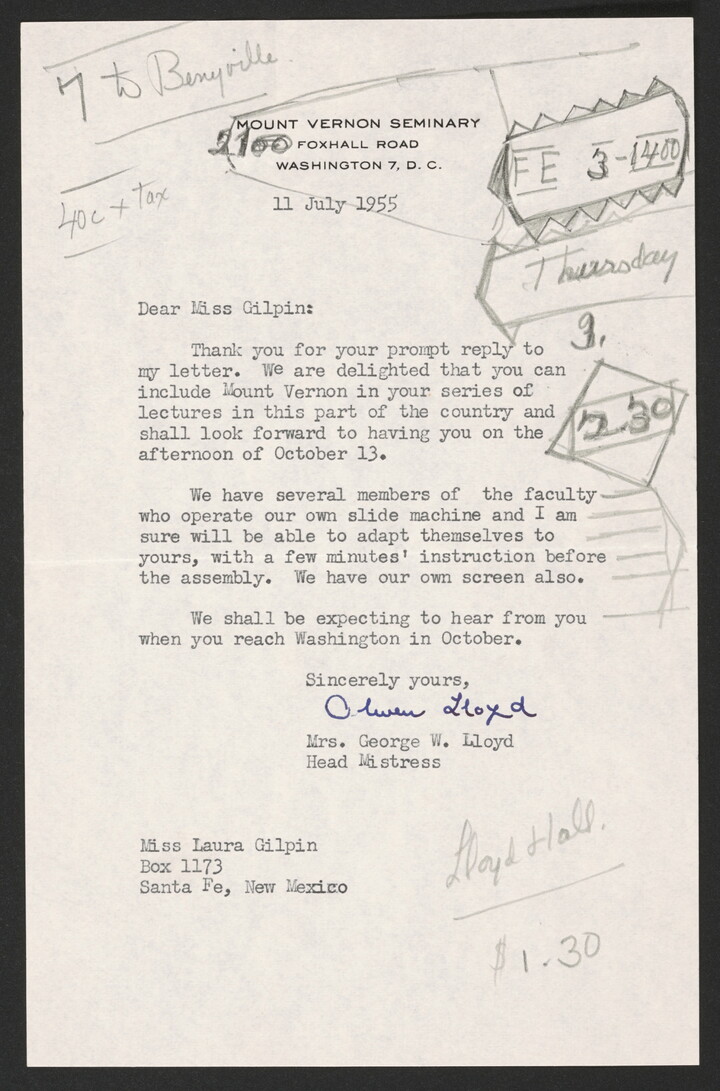 7 to Benyville.
MOUNT VERNON SEMINARY
2100 FOXHALL ROAD
WASHINGTON 7, D. C.
FE 3-1400
40c + tax
11 July 1955
Thursday
9.
7.30
Dear Miss Gilpin:
Thank you for your prompt reply to
my letter. We are delighted that you can
include Mount Vernon in your series of
lectures in this part of the country and
shall look forward to having you on the
afternoon of October 13.
We have several members of the faculty
who operate our own slide machine and I am
sure will be able to adapt themselves to
yours, with a few minutes' instruction before
the assembly. We have our own screen also.
We shall be expecting to hear from you
when you reach Washington in October.
Sincerely yours,
Olwen Lloyd
Mrs. George W. Lloyd
Head Mistress
Miss Laura Gilpin
Box 1173
Santa Fe, New Mexico
Lloyd Hall.
$1.30